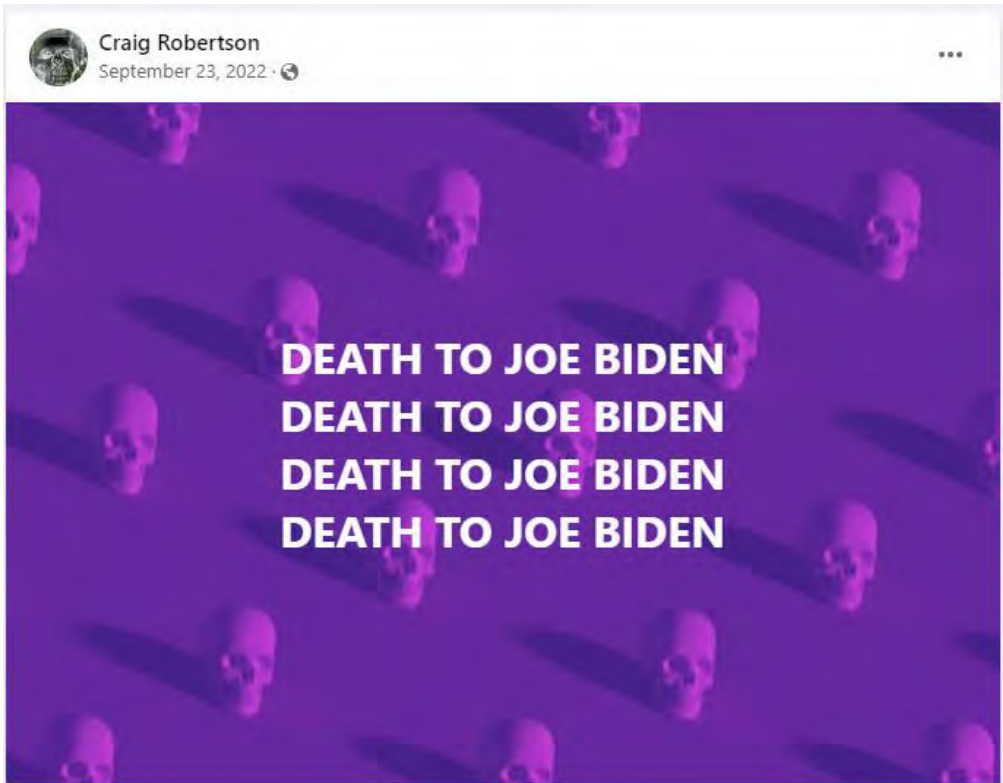 Craig Robertson
September 23, 2022 ·
DEATH TO JOE BIDEN
DEATH TO JOE BIDEN
DEATH TO JOE BIDEN
DEATH TO JOE BIDEN